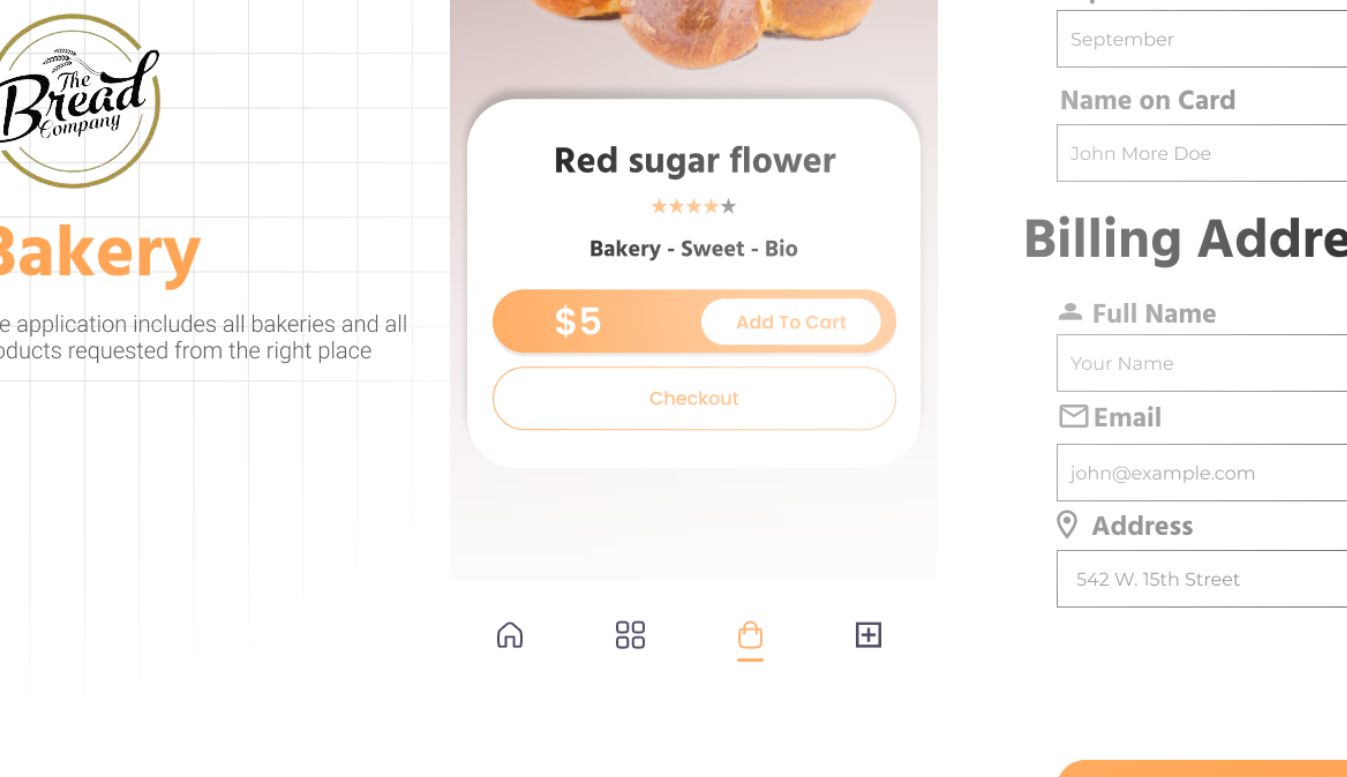 The
Bread
Company
Bakery
application includes all bakeries and all
requested from the right place
Red sugar flower
Bakery - Sweet - Bio
$5
Add To Cart
Checkout
September
Name on Card
John More Doe
Billing
Full Name
Your Name
Email
john@example.com
Address
542 W. 15th Street